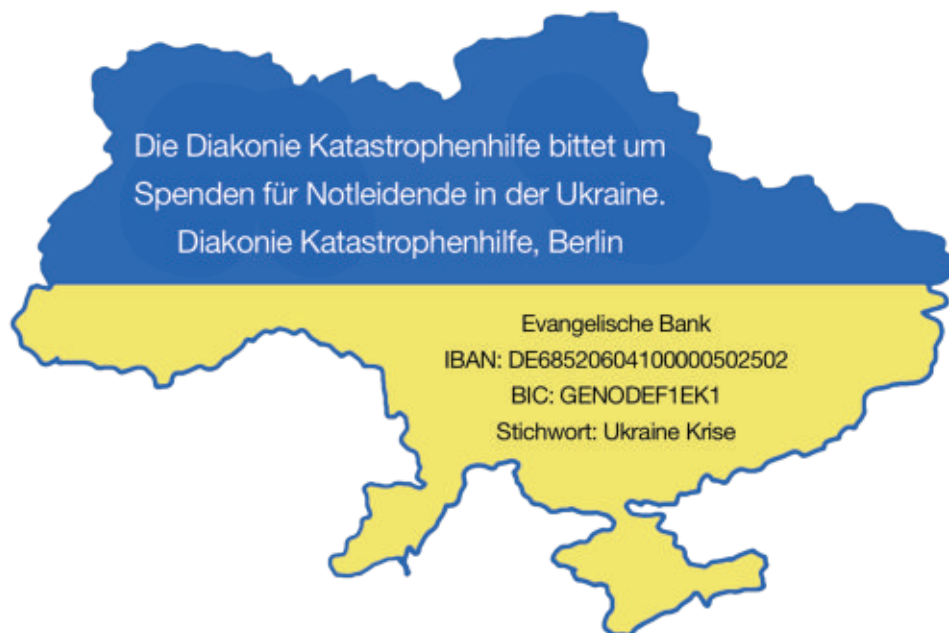 Die Diakonie Katastrophenhilfe bittet um
Spenden für Notleidende in der Ukraine.
Diakonie Katastrophenhilfe, Berlin
Evangelische Bank
IBAN: DE68520604100000502502
BIC: GENODEF1EK1
Stichwort: Ukraine Krise